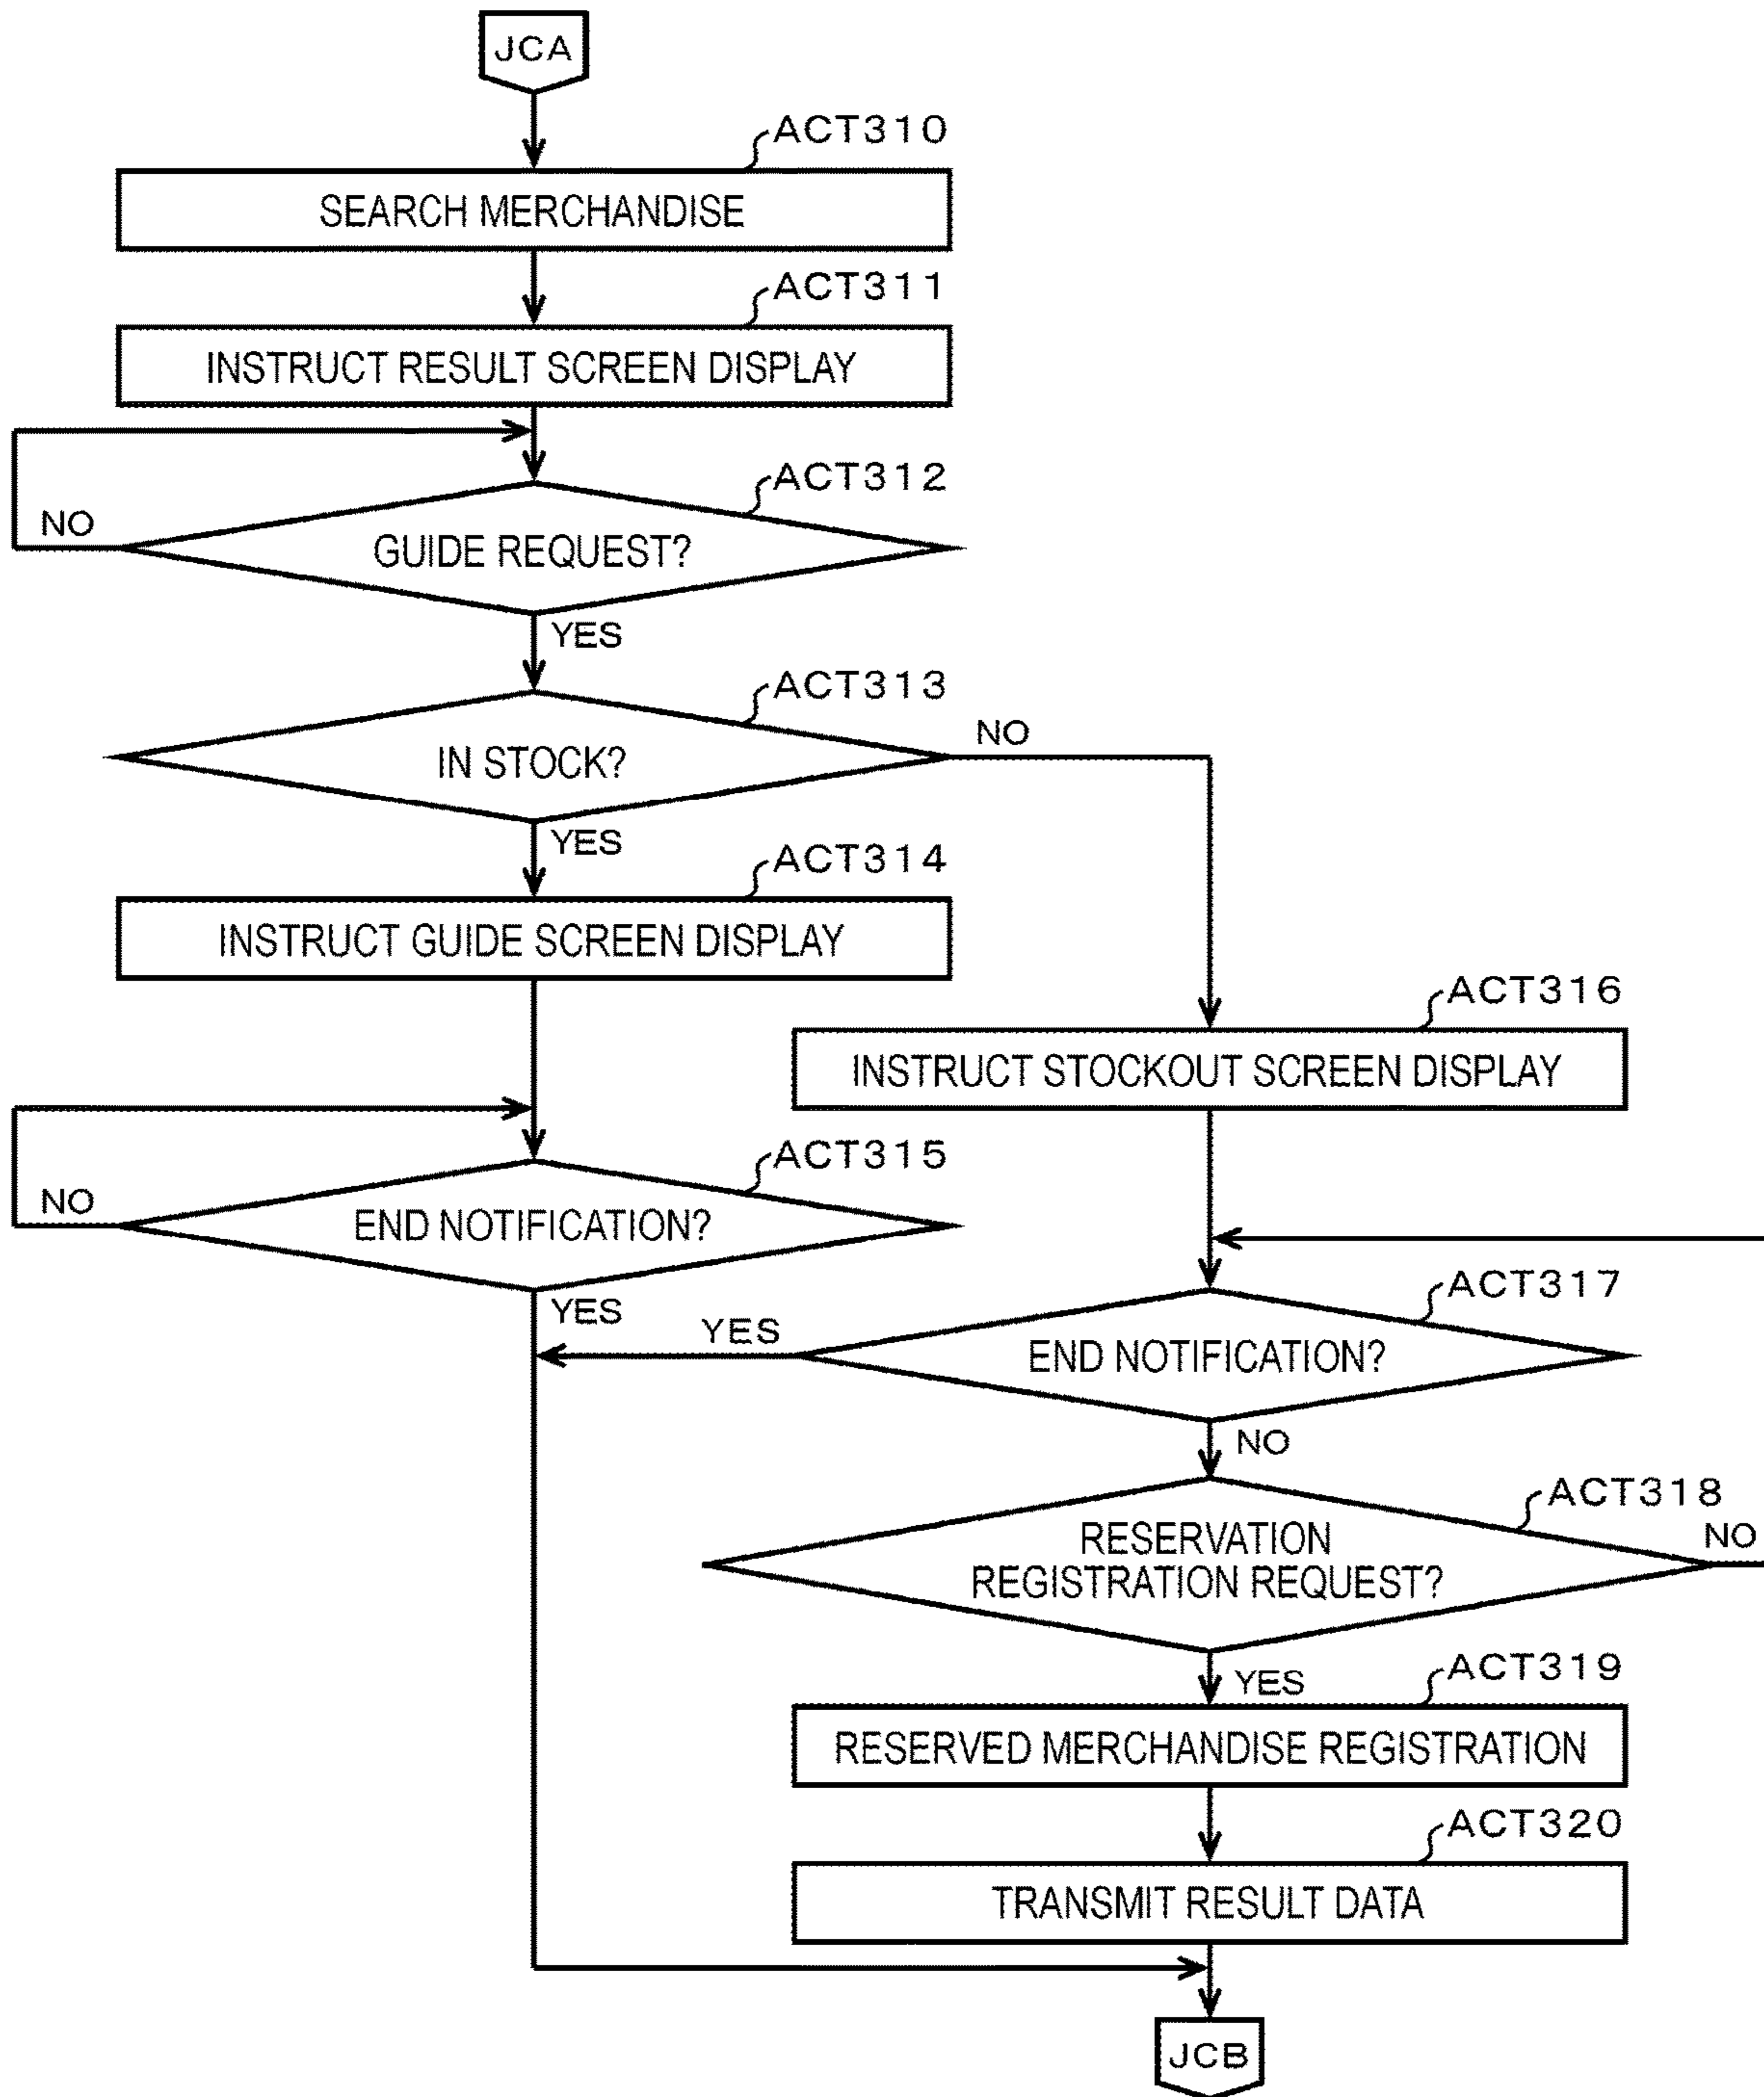 JCA
ACT310
SEARCH MERCHANDISE
ACT311
INSTRUCT RESULT SCREEN DISPLAY
ACT312
NO
GUIDE REQUEST?
YES
ACT313
NO
IN STOCK?
YES
ACT314
INSTRUCT GUIDE SCREEN DISPLAY
ACT316
INSTRUCT STOCKOUT SCREEN DISPLAY
ACT315
NO
END NOTIFICATION?
YES
ACT317
YES
END NOTIFICATION?
NO
ACT318
RESERVATION
REGISTRATION REQUEST?
NO
YES
ACT319
RESERVED MERCHANDISE REGISTRATION
ACT320
TRANSMIT RESULT DATA
JCB